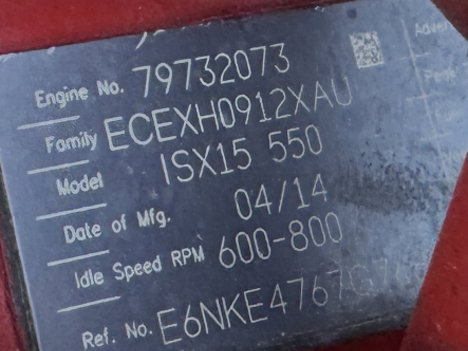 Engine No. 79732073
Family ECEXH0912XAU
Model ISX15 550
Date of Mfg. 04/14
Idle Speed RPM 600-800
Ref. No.
Peak